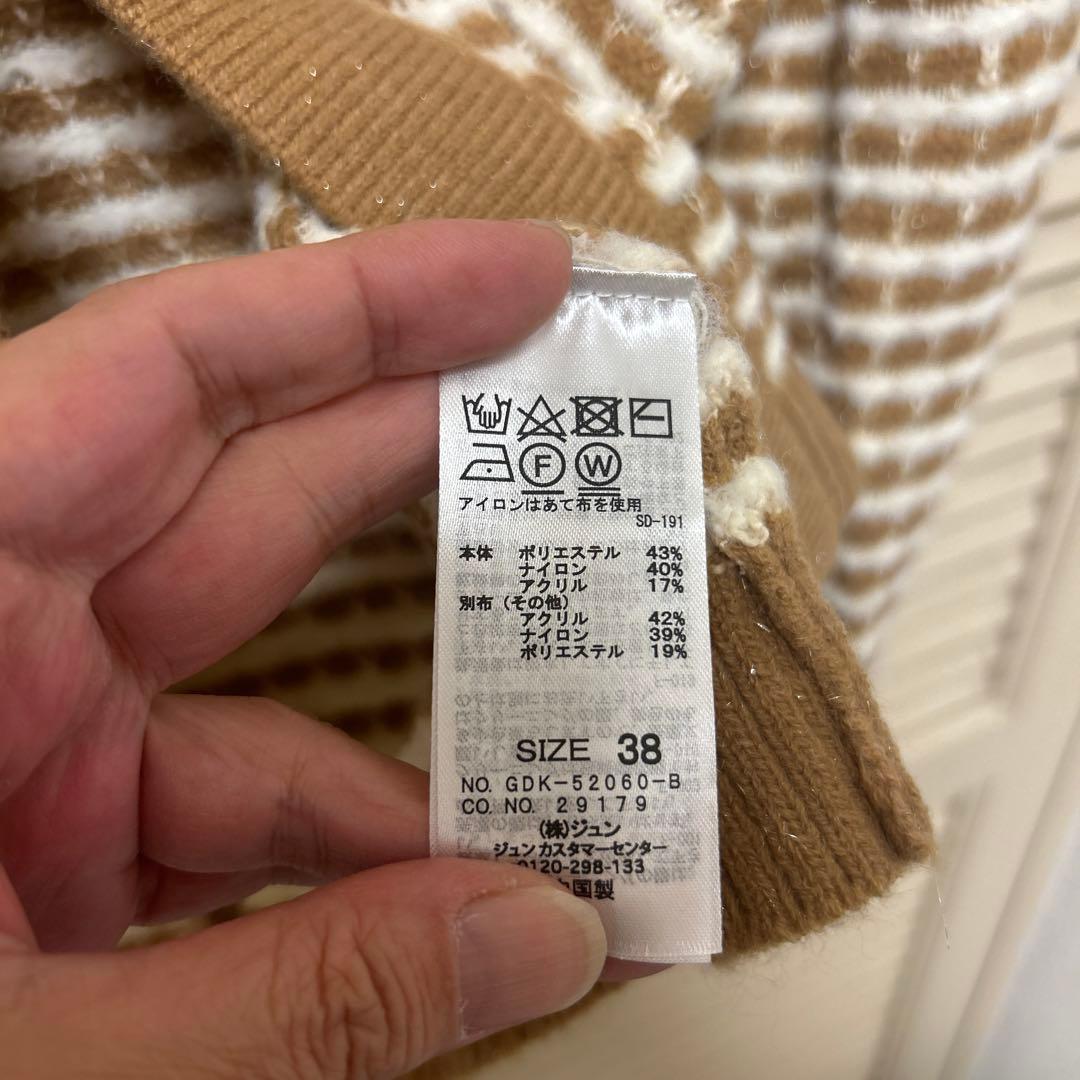 F W
アイロンはあて布を使用
SD-191
本体 ポリエステル 43%
ナイロン 40%
アクリル 17%
別布(その他)
アクリル 42%
ナイロン 39%
ポリエステル 19%
SIZE 38
NO. GDK-52060-B
CO. NO. 29179
(株)ジュン
ジュンカスタマーセンター
0120-298-133
中国製